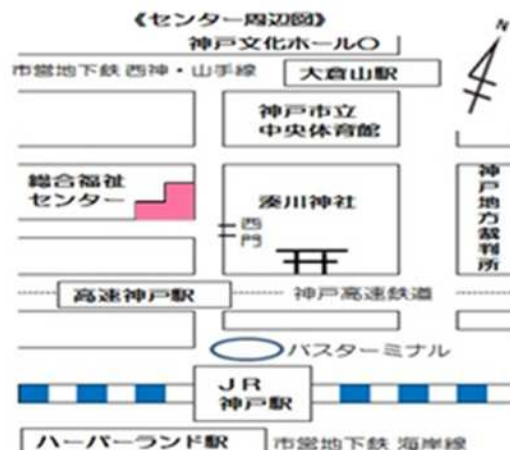 《センター周辺図》
神戸文化ホール○
N
市営地下鉄 西神・山手線
大倉山駅
神戸市立
中央体育館
総合福祉
センター
湊川神社
西門
神戸地方裁判所
高速神戸駅
神戸高速鉄道
バスターミナル
JR
神戸駅
ハーバーランド駅
市営地下鉄 海岸線